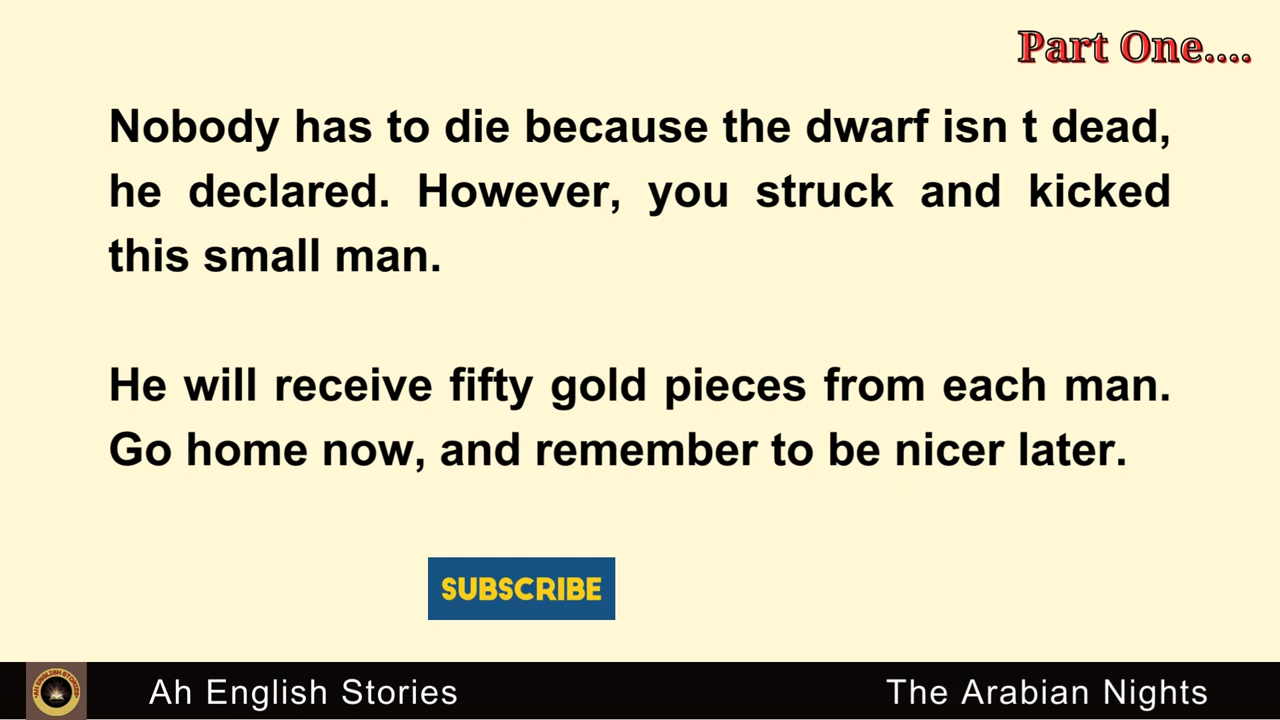 Part One....
Nobody has to die because the dwarf isn t dead,
he declared. However, you struck and kicked
this small man.
He will receive fifty gold pieces from each man.
Go home now, and remember to be nicer later.
SUBSCRIBE
Ah English Stories
The Arabian Nights